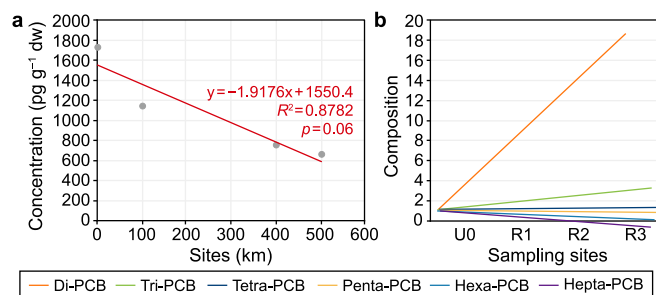 a
2000
1800
1600
1400
1200
1000
800
600
400
200
0
Concentration (pg g⁻¹ dw)
y=−1.9176x+1550.4
R²=0.8782
p=0.06
0 100 200 300 400 500 600
Sites (km)
b
20
18
16
14
12
10
8
6
4
2
0
Composition
U0 R1 R2 R3
Sampling sites
Di-PCB Tri-PCB Tetra-PCB Penta-PCB Hexa-PCB Hepta-PCB